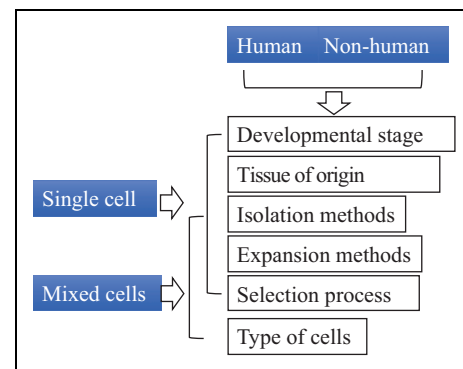 Human Non-human
Developmental stage
Tissue of origin
Single cell
Isolation methods
Expansion methods
Mixed cells
Selection process
Type of cells